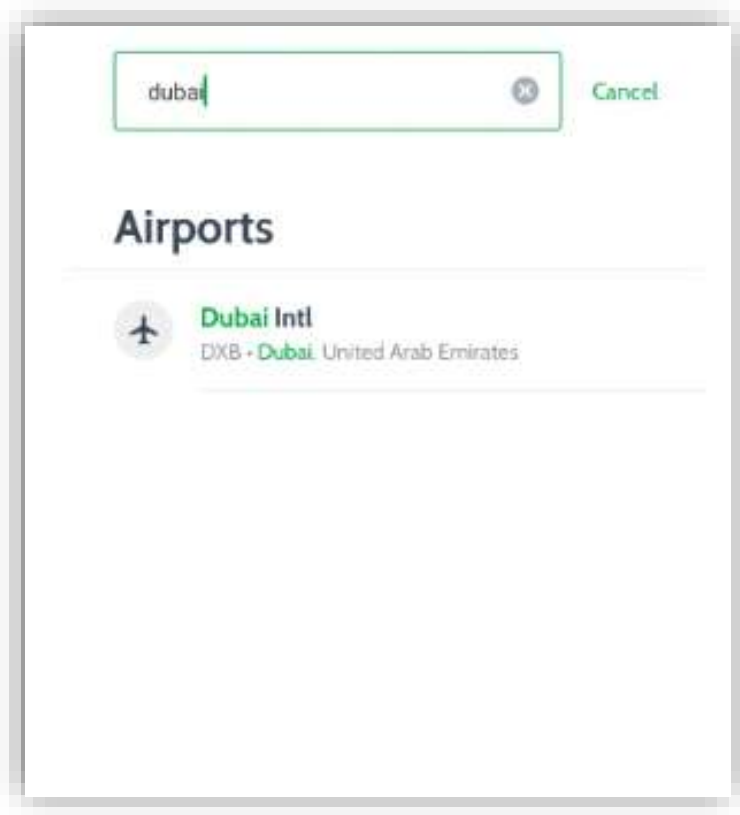 dubai
Cancel
Airports
Dubai Intl
DXB • Dubai, United Arab Emirates